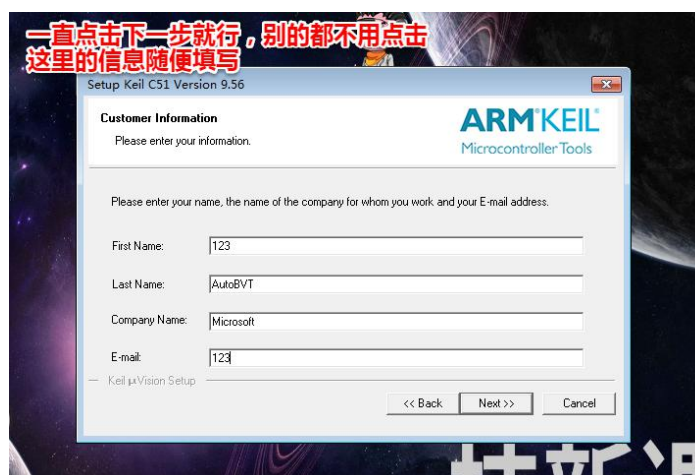 一直点击下一步就行，别的都不用点击
这里的信息随便填写
Setup Keil C51 Version 9.56
Customer Information
Please enter your information.
ARM KEIL
Microcontroller Tools
Please enter your name, the name of the company for whom you work and your E-mail address.
First Name: 123
Last Name: AutoBVT
Company Name: Microsoft
E-mail: 123
Keil µVision Setup
<< Back Next >> Cancel